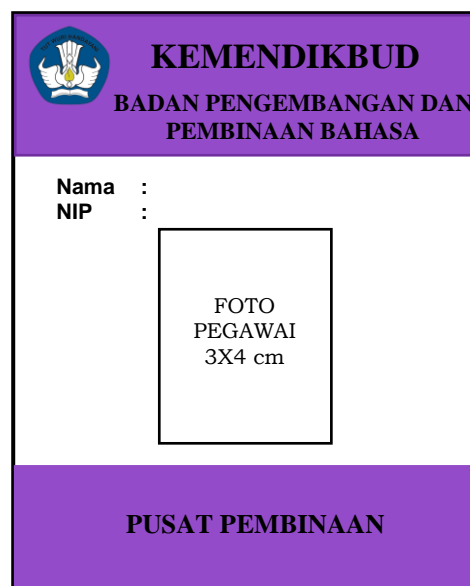 KEMENDIKBUD
BADAN PENGEMBANGAN DAN
PEMBINAAN BAHASA
Nama :
NIP :
FOTO
PEGAWAI
3X4 cm
PUSAT PEMBINAAN